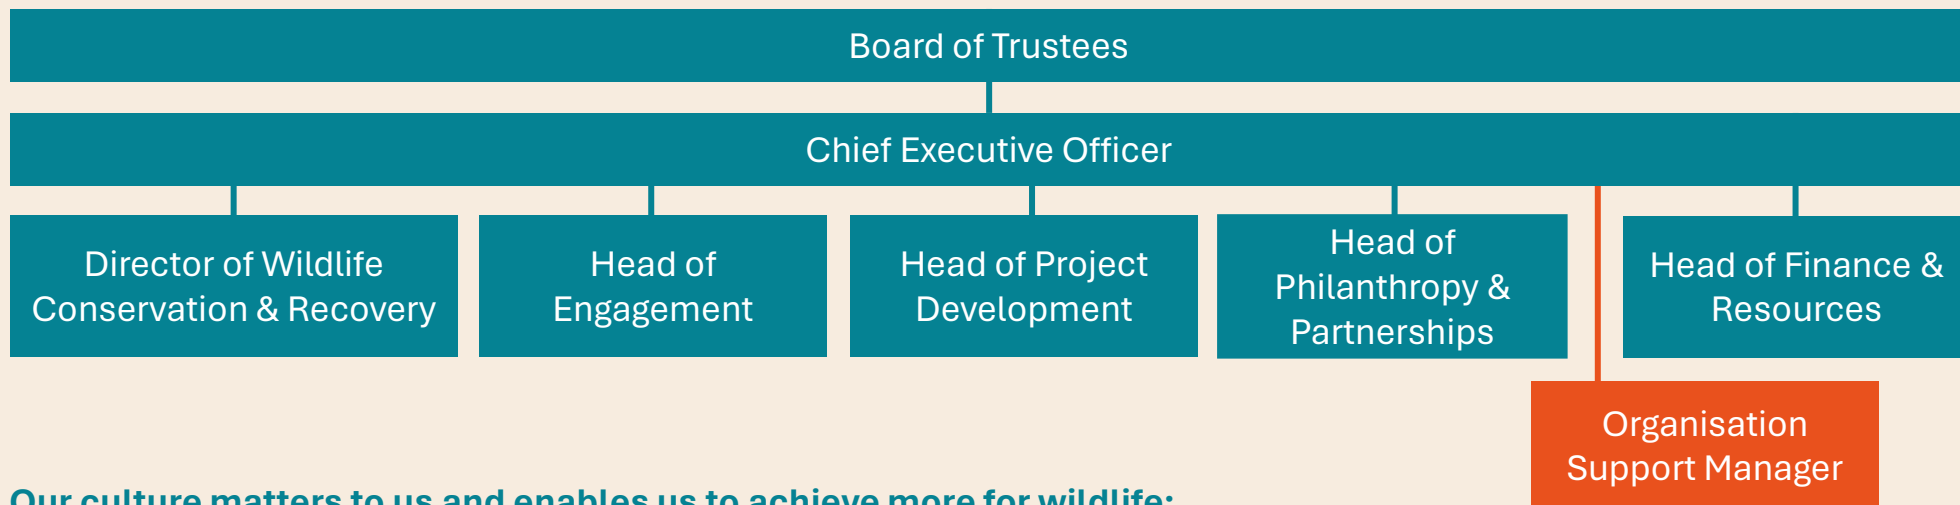 Board of Trustees
Chief Executive Officer
Director of Wildlife
Conservation & Recovery
Head of
Engagement
Head of Project
Development
Head of
Philanthropy &
Partnerships
Head of Finance &
Resources
Organisation
Support Manager
Our culture matters to us and enables us to achieve more for wildlife: